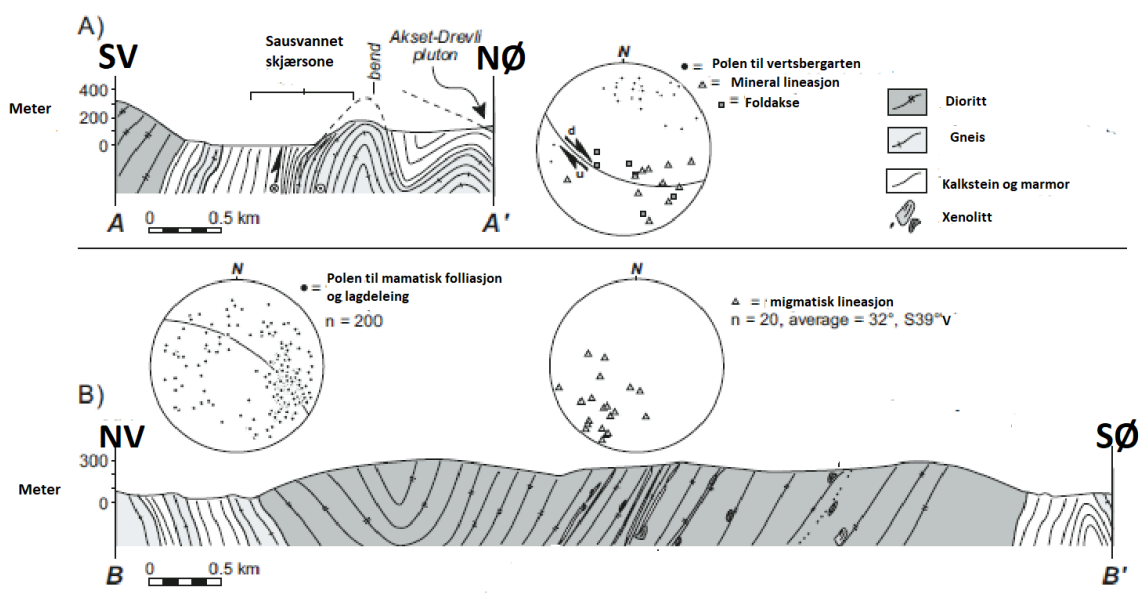 A)
SV
Sausvannet
skjærsone
bend
Akset-Drevli
pluton
NØ
Meter
400
200
0
A
0 0.5 km
A'
N
d
u
= Polen til vertsbergarten
= Mineral lineasjon
= Foldakse
Dioritt
Gneis
Kalkstein og marmor
Xenolitt
B)
N
= Polen til mamatisk folliasjon
og lagdeleing
n = 200
N
= migmatisk lineasjon
n = 20, average = 32°, S39°V
NV
SØ
Meter
300
0
B
0 0.5 km
B'